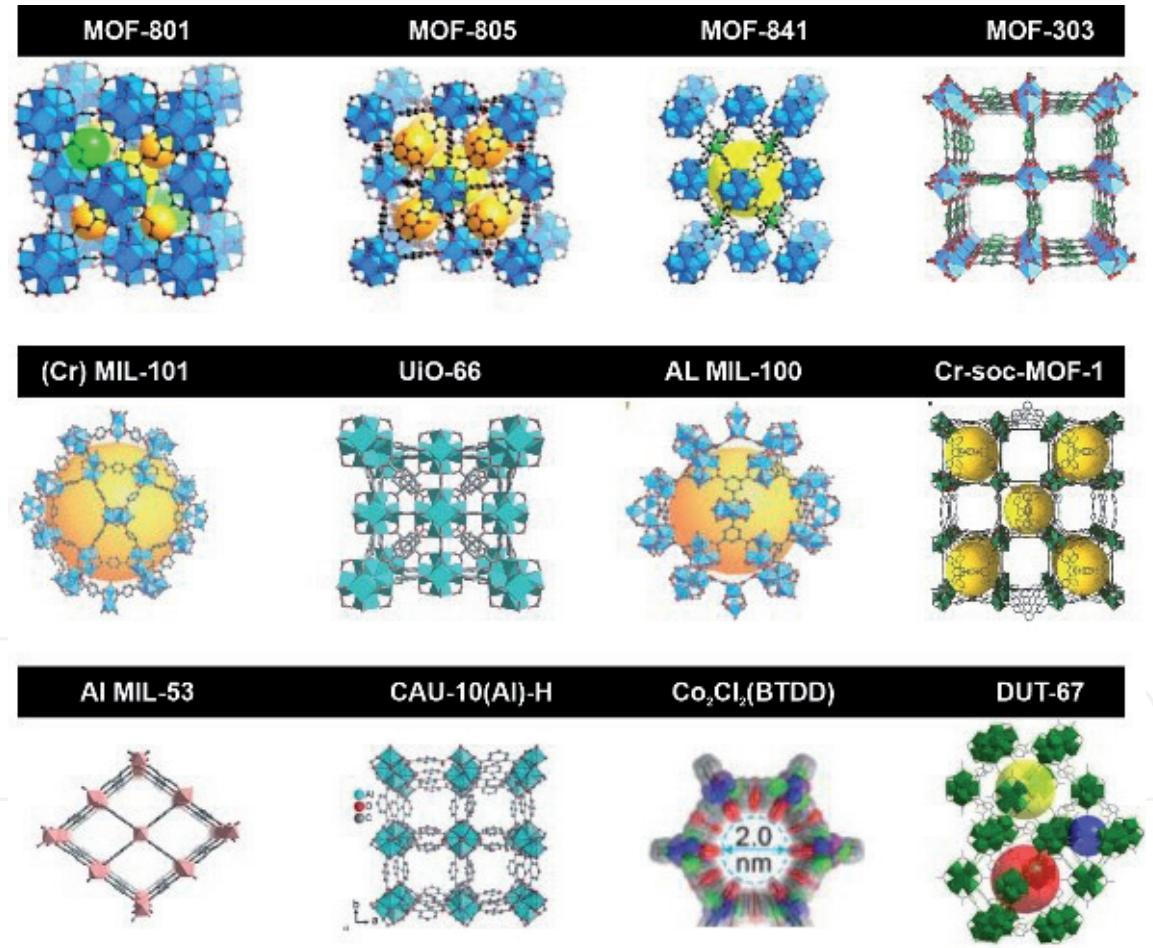 MOF-801 MOF-805 MOF-841 MOF-303
(Cr) MIL-101 UiO-66 AL MIL-100 Cr-soc-MOF-1
Al MIL-53 CAU-10(Al)-H Co₂Cl₂(BTDD) DUT-67
Al
O
C
2.0
nm
b
a